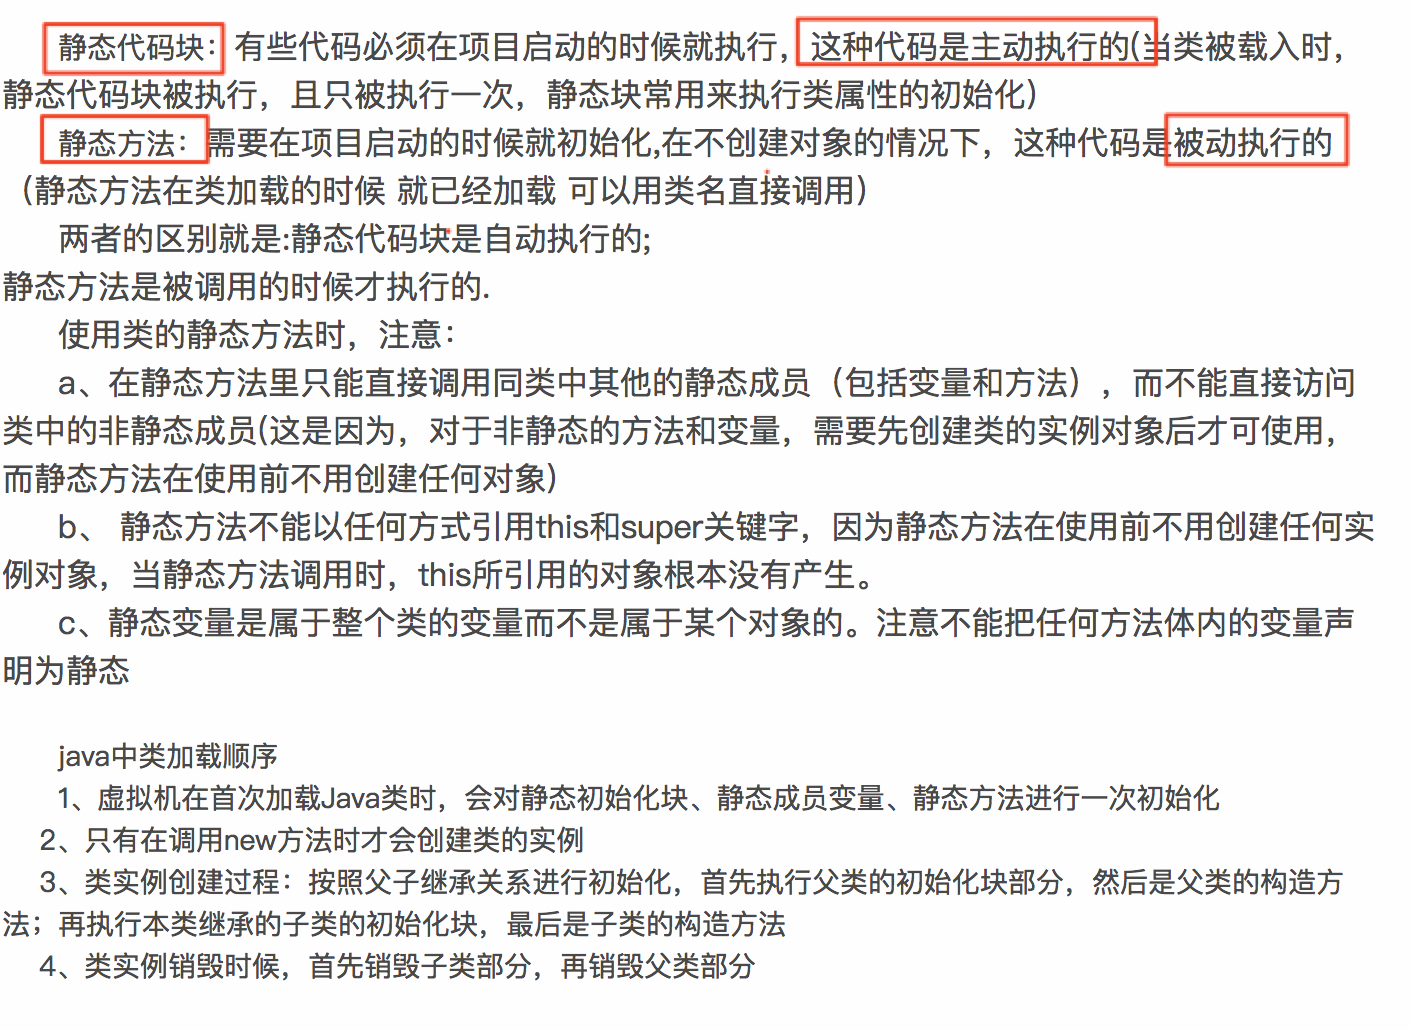 静态代码块：有些代码必须在项目启动的时候就执行，这种代码是主动执行的(当类被载入时，
静态代码块被执行，且只被执行一次，静态块常用来执行类属性的初始化)
静态方法：需要在项目启动的时候就初始化,在不创建对象的情况下，这种代码是被动执行的
（静态方法在类加载的时候 就已经加载 可以用类名直接调用）
两者的区别就是:静态代码块是自动执行的;
静态方法是被调用的时候才执行的.
使用类的静态方法时，注意：
a、在静态方法里只能直接调用同类中其他的静态成员（包括变量和方法），而不能直接访问
类中的非静态成员(这是因为，对于非静态的方法和变量，需要先创建类的实例对象后才可使用，
而静态方法在使用前不用创建任何对象)
b、 静态方法不能以任何方式引用this和super关键字，因为静态方法在使用前不用创建任何实
例对象，当静态方法调用时，this所引用的对象根本没有产生。
c、静态变量是属于整个类的变量而不是属于某个对象的。注意不能把任何方法体内的变量声
明为静态
java中类加载顺序
1、虚拟机在首次加载Java类时，会对静态初始化块、静态成员变量、静态方法进行一次初始化
2、只有在调用new方法时才会创建类的实例
3、类实例创建过程：按照父子继承关系进行初始化，首先执行父类的初始化块部分，然后是父类的构造方
法；再执行本类继承的子类的初始化块，最后是子类的构造方法
4、类实例销毁时候，首先销毁子类部分，再销毁父类部分